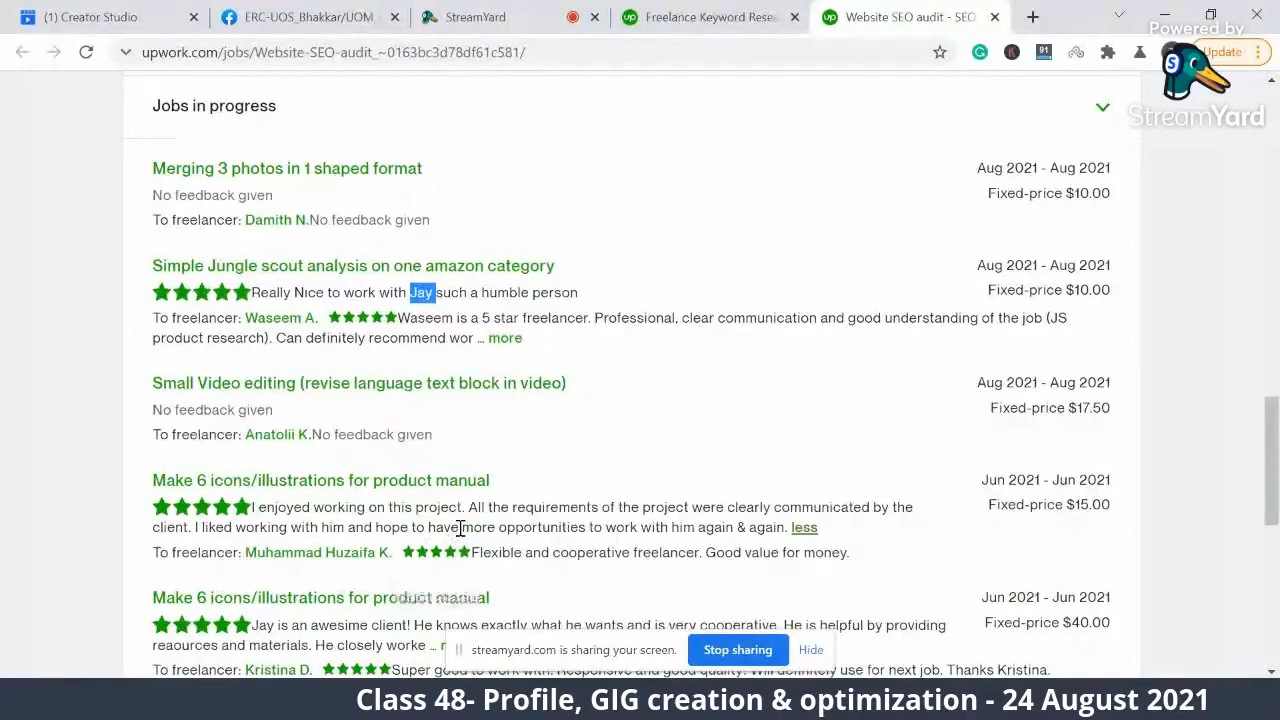 (1) Creator Studio
ERC-UOS_Bhakkar/UOM
StreamYard
Freelance Keyword Rese
Website SEO audit - SEO
Powered by
upwork.com/jobs/Website-SEO-audit_~0163bc3d78df61c581/
91
Update
StreamYard
Jobs in progress
Merging 3 photos in 1 shaped format
Aug 2021 - Aug 2021
No feedback given
Fixed-price $10.00
To freelancer: Damith N.No feedback given
Simple Jungle scout analysis on one amazon category
Aug 2021 - Aug 2021
Really Nice to work with Jay such a humble person
Fixed-price $10.00
To freelancer: Waseem A. Waseem is a 5 star freelancer. Professional, clear communication and good understanding of the job (JS
product research). Can definitely recommend wor ... more
Small Video editing (revise language text block in video)
Aug 2021 - Aug 2021
No feedback given
Fixed-price $17.50
To freelancer: Anatolii K.No feedback given
Make 6 icons/illustrations for product manual
Jun 2021 - Jun 2021
I enjoyed working on this project. All the requirements of the project were clearly communicated by the
Fixed-price $15.00
client. I liked working with him and hope to have more opportunities to work with him again & again. less
To freelancer: Muhammad Huzaifa K. Flexible and cooperative freelancer. Good value for money.
Make 6 icons/illustrations for product manual
Jun 2021 - Jun 2021
Jay is an awesime client! He knows exactly what he wants and is very cooperative. He is helpful by providing
Fixed-price $40.00
reaources and materials. He closely worke ...
streamyard.com is sharing your screen.
Stop sharing
Hide
To freelancer: Kristina D. Super good to work with. Responsive and good quality. Will definitely use for next job. Thanks Kristina.
Class 48- Profile, GIG creation & optimization - 24 August 2021